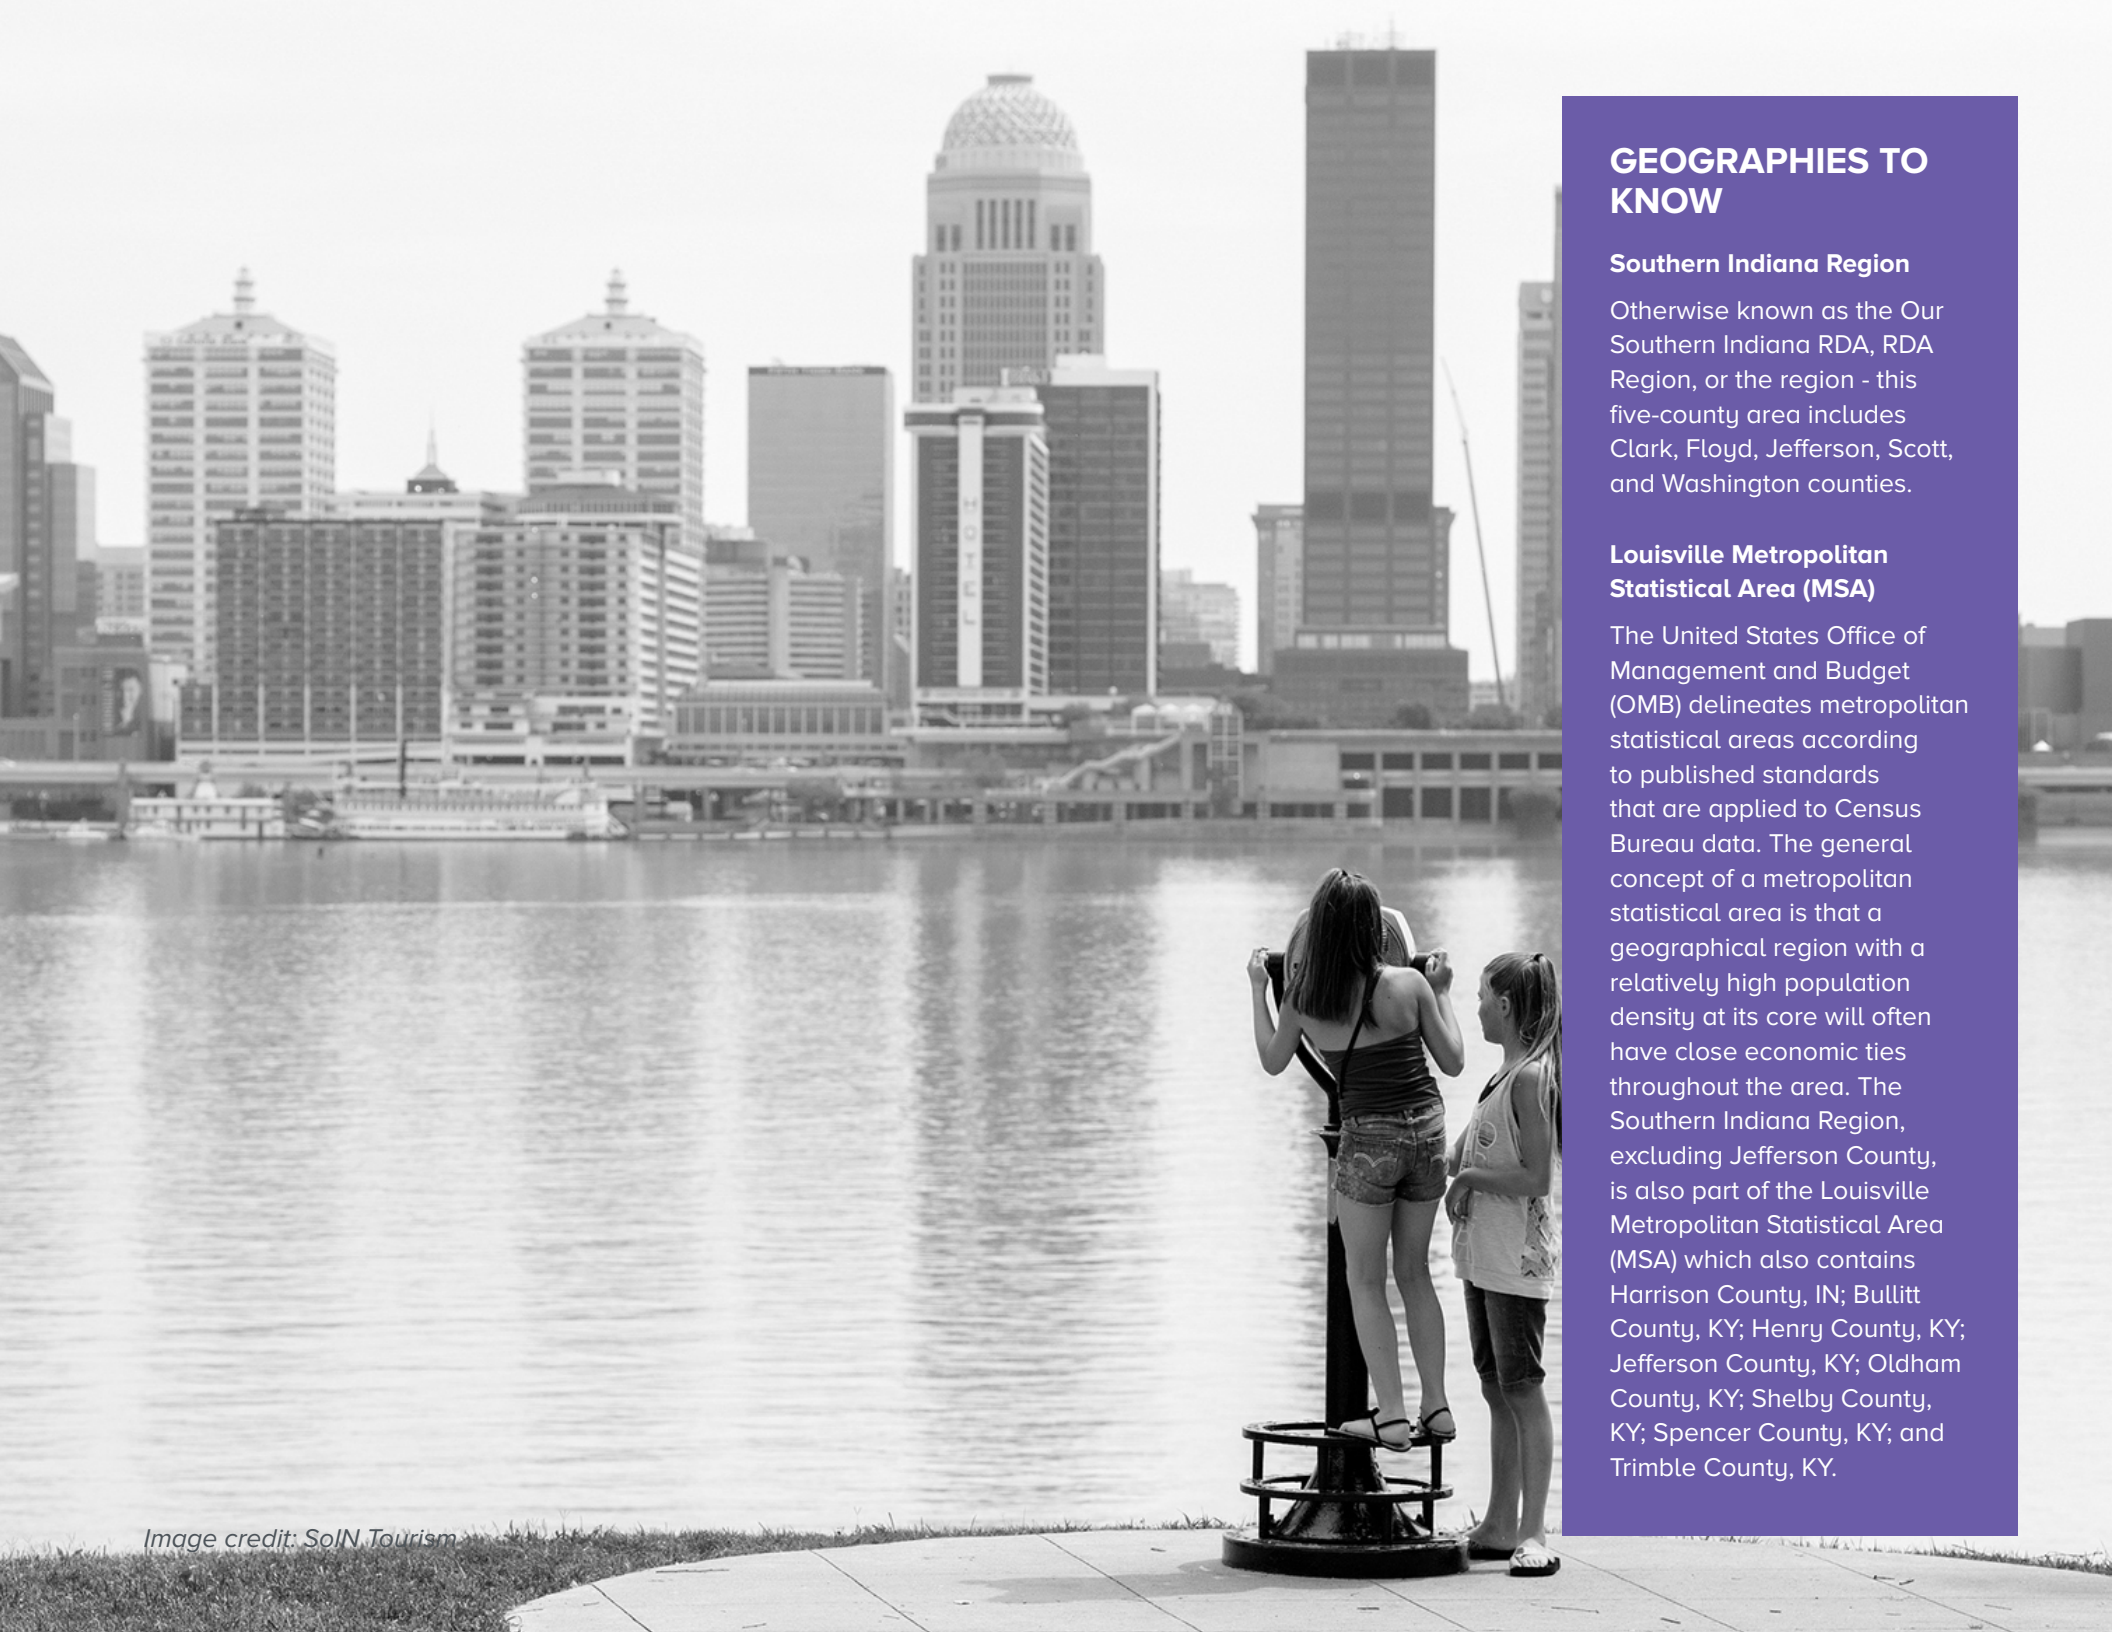 GEOGRAPHIES TO
KNOW
Southern Indiana Region
Otherwise known as the Our
Southern Indiana RDA, RDA
Region, or the region - this
five-county area includes
Clark, Floyd, Jefferson, Scott,
and Washington counties.
Louisville Metropolitan
Statistical Area (MSA)
The United States Office of
Management and Budget
(OMB) delineates metropolitan
statistical areas according
to published standards
that are applied to Census
Bureau data. The general
concept of a metropolitan
statistical area is that a
geographical region with a
relatively high population
density at its core will often
have close economic ties
throughout the area. The
Southern Indiana Region,
excluding Jefferson County,
is also part of the Louisville
Metropolitan Statistical Area
(MSA) which also contains
Harrison County, IN; Bullitt
County, KY; Henry County, KY;
Jefferson County, KY; Oldham
County, KY; Shelby County,
KY; Spencer County, KY; and
Trimble County, KY.
HOTEL
Image credit: SoIN Tourism